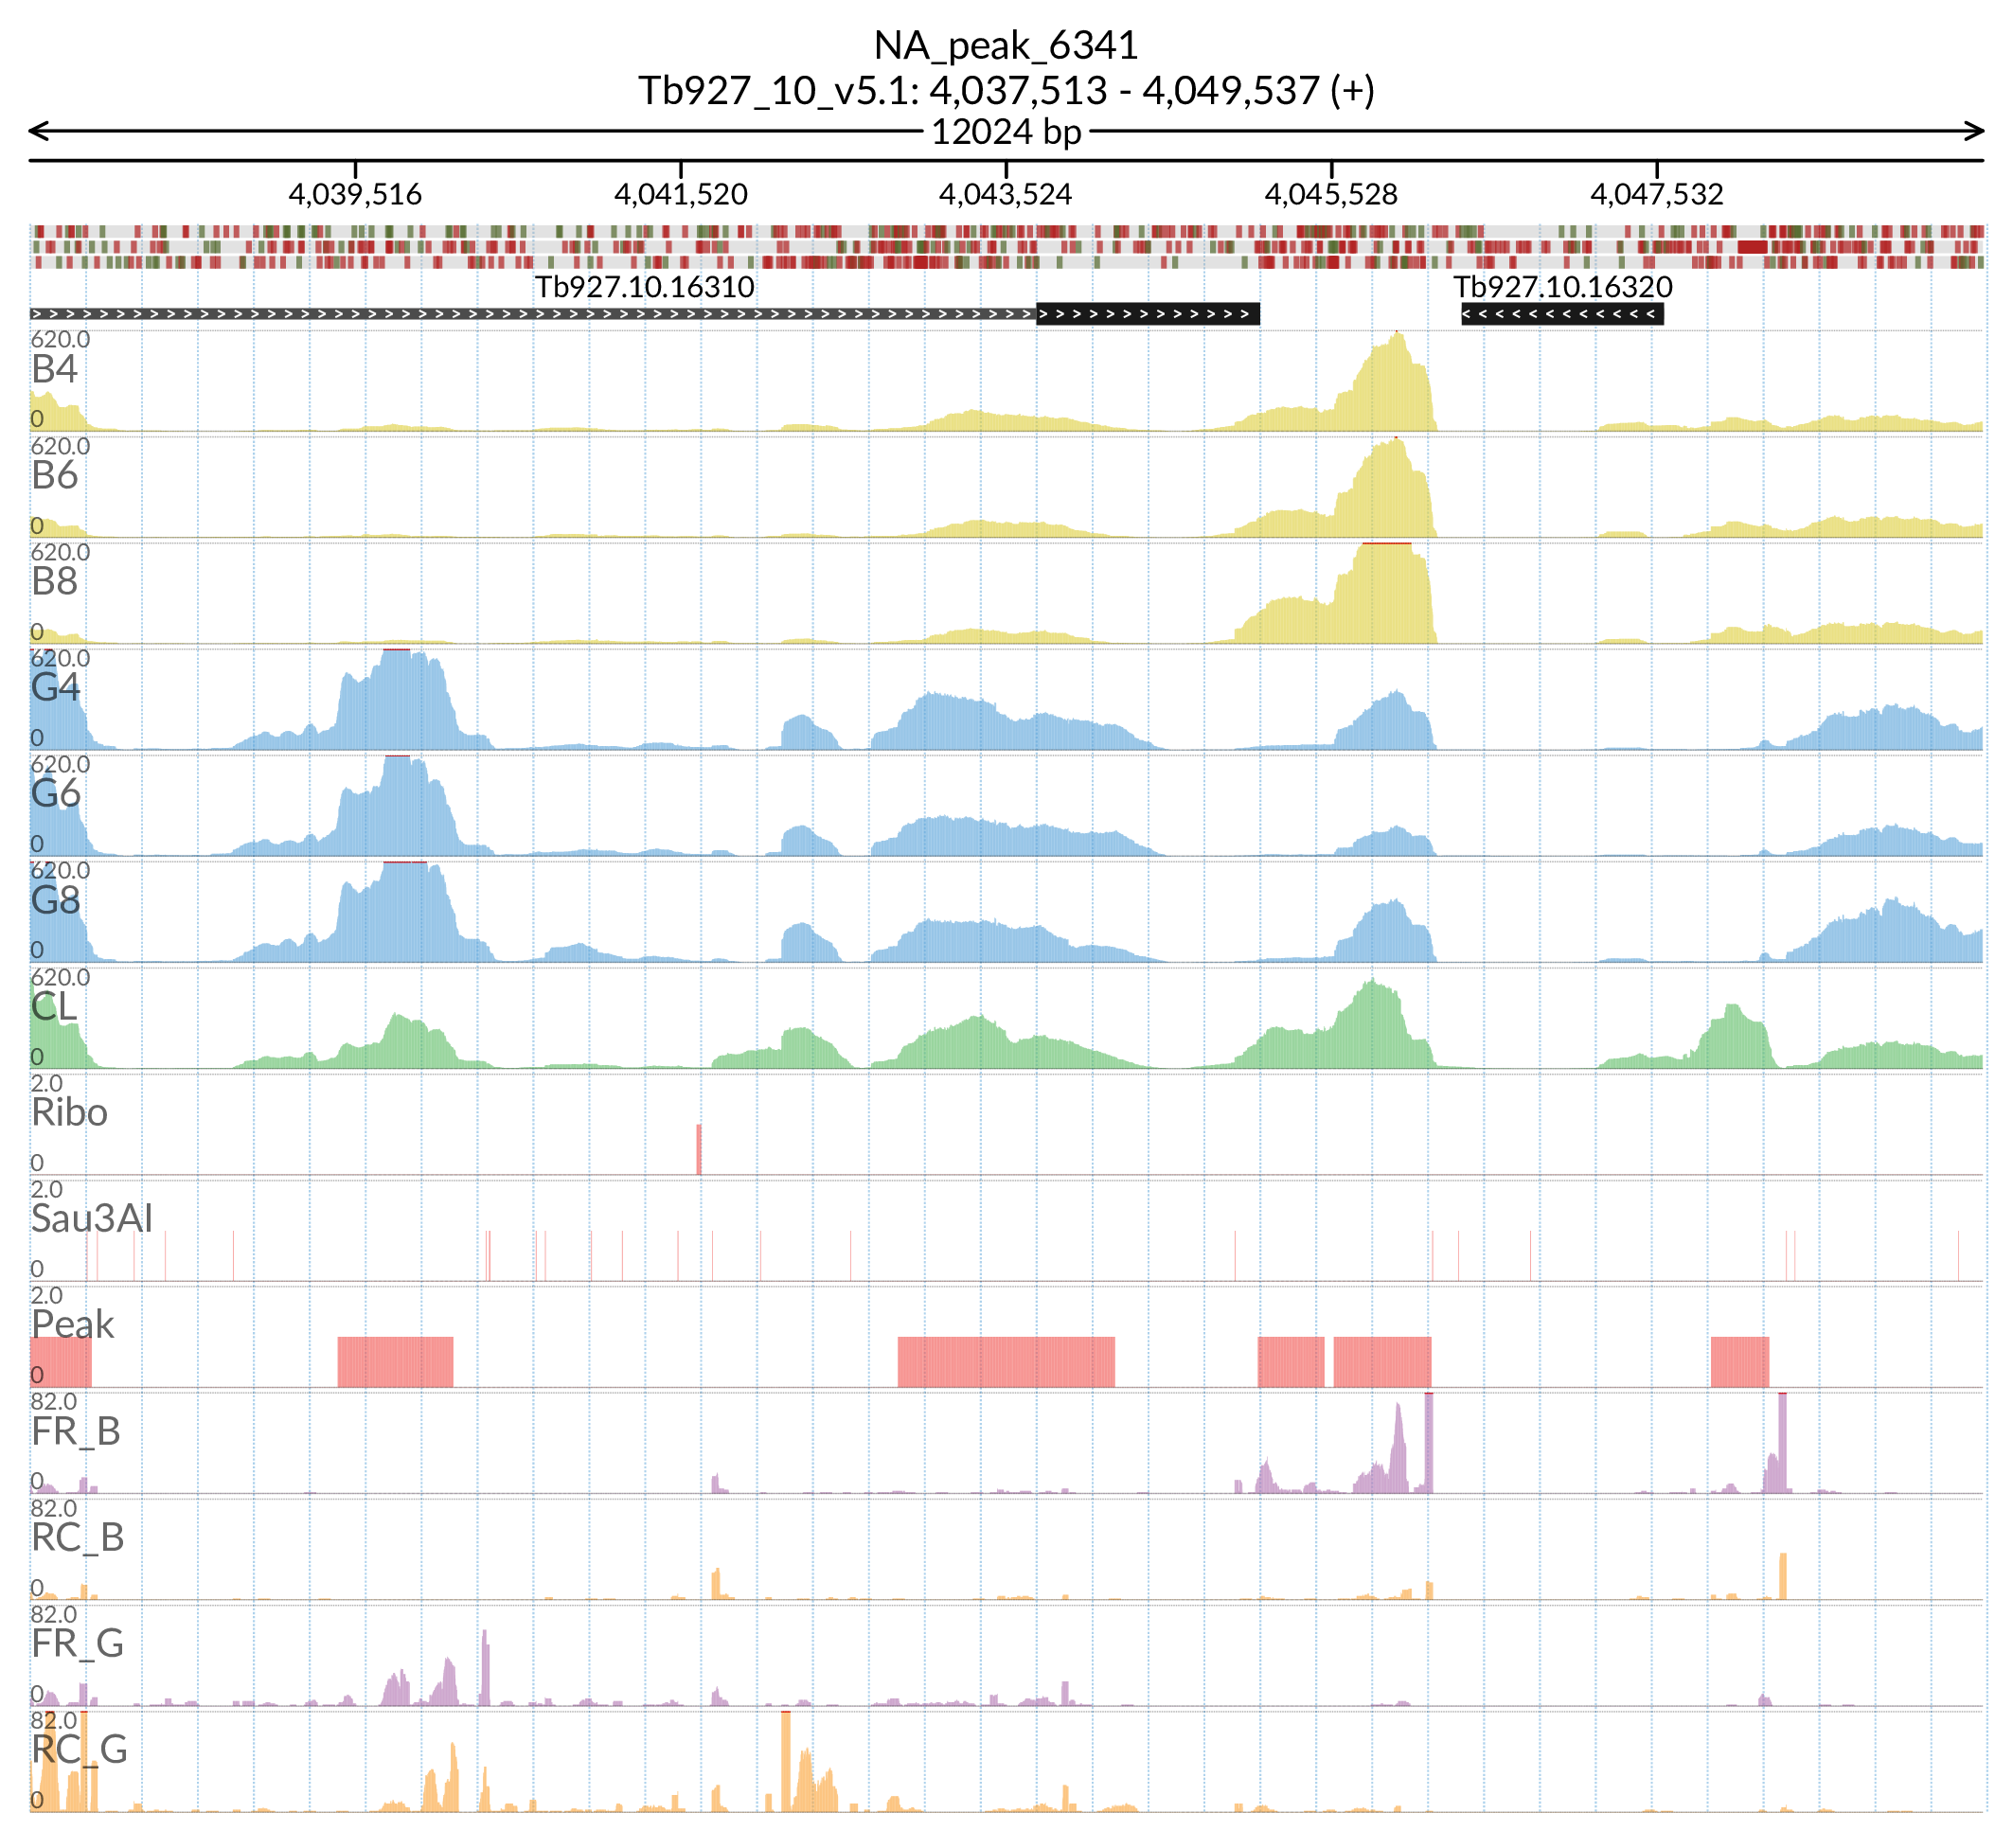 NA_peak_6341
Tb927_10_v5.1: 4,037,513 - 4,049,537 (+)
12024 bp
4,039,516 4,041,520 4,043,524 4,045,528 4,047,532
Tb927.10.16310 Tb927.10.16320
620.0
B4
0
620.0
B6
0
620.0
B8
0
620.0
G4
0
620.0
G6
0
620.0
G8
0
620.0
CL
0
2.0
Ribo
0
2.0
Sau3AI
0
2.0
Peak
0
82.0
FR_B
0
82.0
RC_B
0
82.0
FR_G
0
82.0
RC_G
0